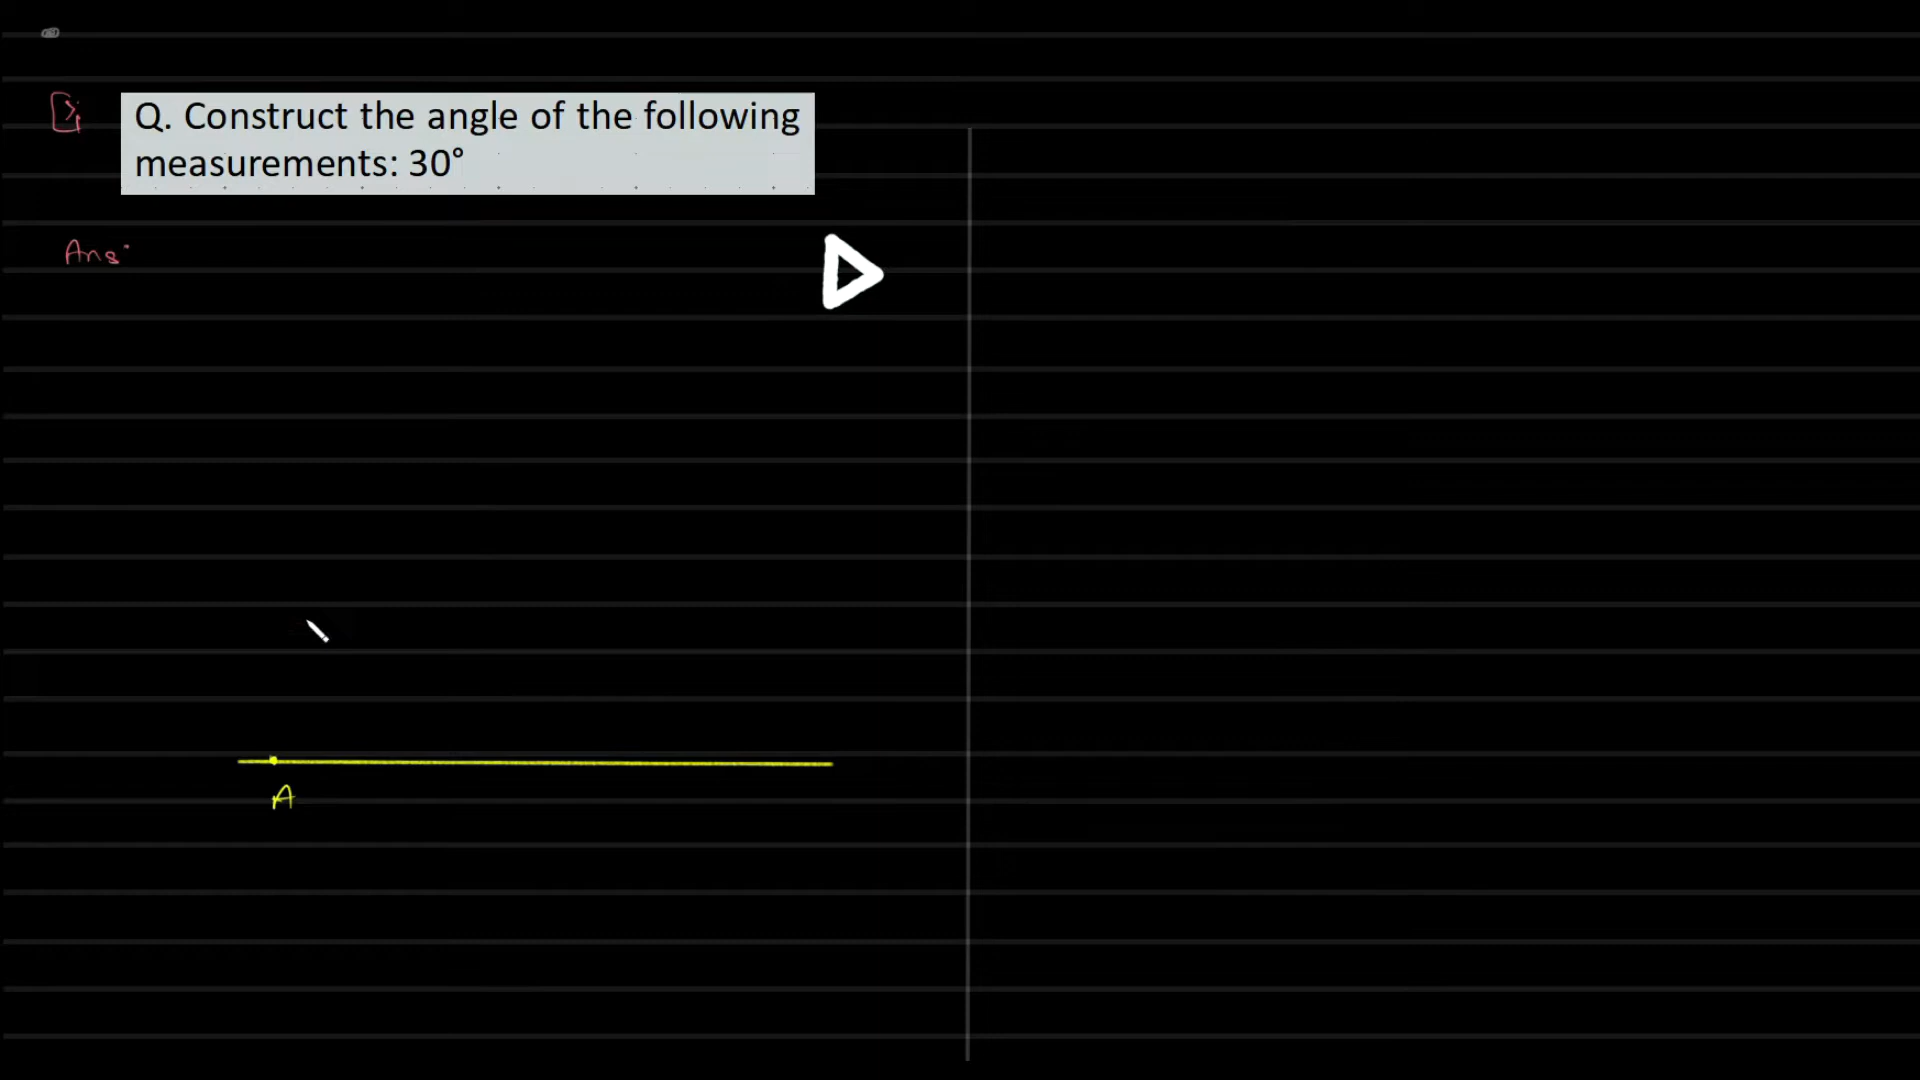 Q. Construct the angle of the following
measurements: 30°
Ans:
A